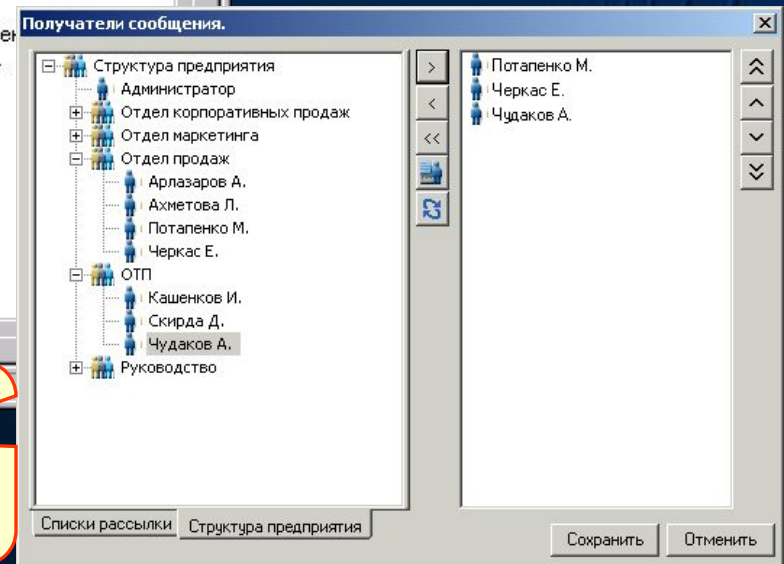 Получатели сообщения.
Структура предприятия
Администратор
Отдел корпоративных продаж
Отдел маркетинга
Отдел продаж
Арлазаров А.
Ахметова Л.
Потапенко М.
Черкас Е.
ОТП
Кашенков И.
Скирда Д.
Чудаков А.
Руководство
>
<
<<
Потапенко М.
Черкас Е.
Чудаков А.
Списки рассылки
Структура предприятия
Сохранить
Отменить